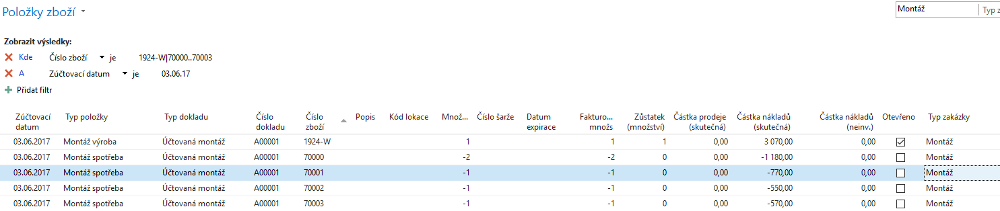 Položky zboží
Montáž Typ z
Zobrazit výsledky:
Kde Číslo zboží je 1924-W|70000..70003
A Zúčtovací datum je 03.06.17
Přidat filtr
Zúčtovací datum Typ položky Typ dokladu Číslo dokladu Číslo zboží Popis Kód lokace Množ... Číslo šarže Datum expirace Fakturo... množs Zůstatek (množství) Částka prodeje (skutečná) Částka nákladů (skutečná) Částka nákladů (neinv.) Otevřeno Typ zakázky
03.06.2017 Montáž výroba Účtovaná montáž A00001 1924-W 1 1 1 0,00 3 070,00 0,00 Montáž
03.06.2017 Montáž spotřeba Účtovaná montáž A00001 70000 -2 -2 0 0,00 -1 180,00 0,00 Montáž
03.06.2017 Montáž spotřeba Účtovaná montáž A00001 70001 -1 -1 0 0,00 -770,00 0,00 Montáž
03.06.2017 Montáž spotřeba Účtovaná montáž A00001 70002 -1 -1 0 0,00 -550,00 0,00 Montáž
03.06.2017 Montáž spotřeba Účtovaná montáž A00001 70003 -1 -1 0 0,00 -570,00 0,00 Montáž